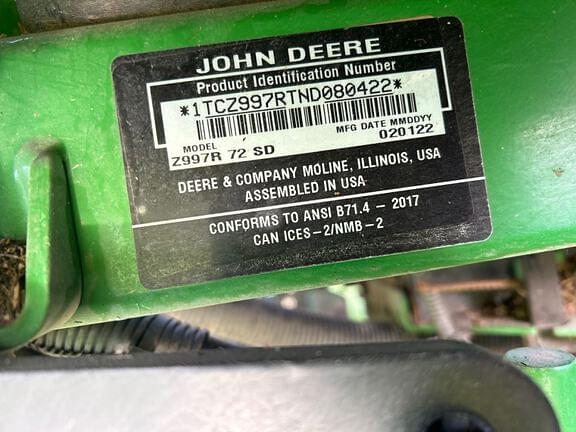 JOHN DEERE
Product Identification Number
*1TCZ997RTND080422*
MFG DATE MMDDYY
MODEL 020122
Z997R 72 SD
DEERE & COMPANY MOLINE, ILLINOIS, USA
ASSEMBLED IN USA
CONFORMS TO ANSI B71.4 – 2017
CAN ICES-2/NMB-2